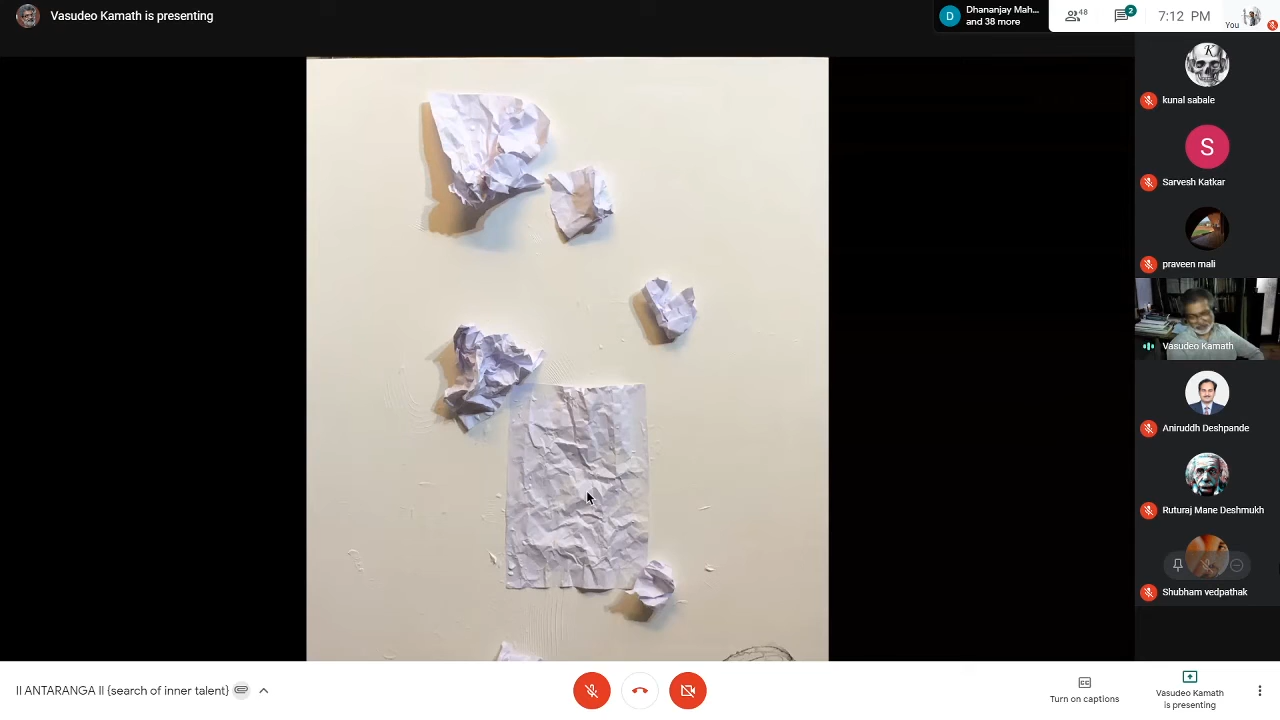 Vasudeo Kamath is presenting
D
Dhananjay Mah...
and 38 more
48
2
7:12 PM
You
K
kunal sabale
S
Sarvesh Katkar
praveen mali
Vasudeo Kamath
Aniruddh Deshpande
Ruturaj Mane Deshmukh
Shubham vedpathak
II ANTARANGA II {search of inner talent}
Turn on captions
Vasudeo Kamath
is presenting